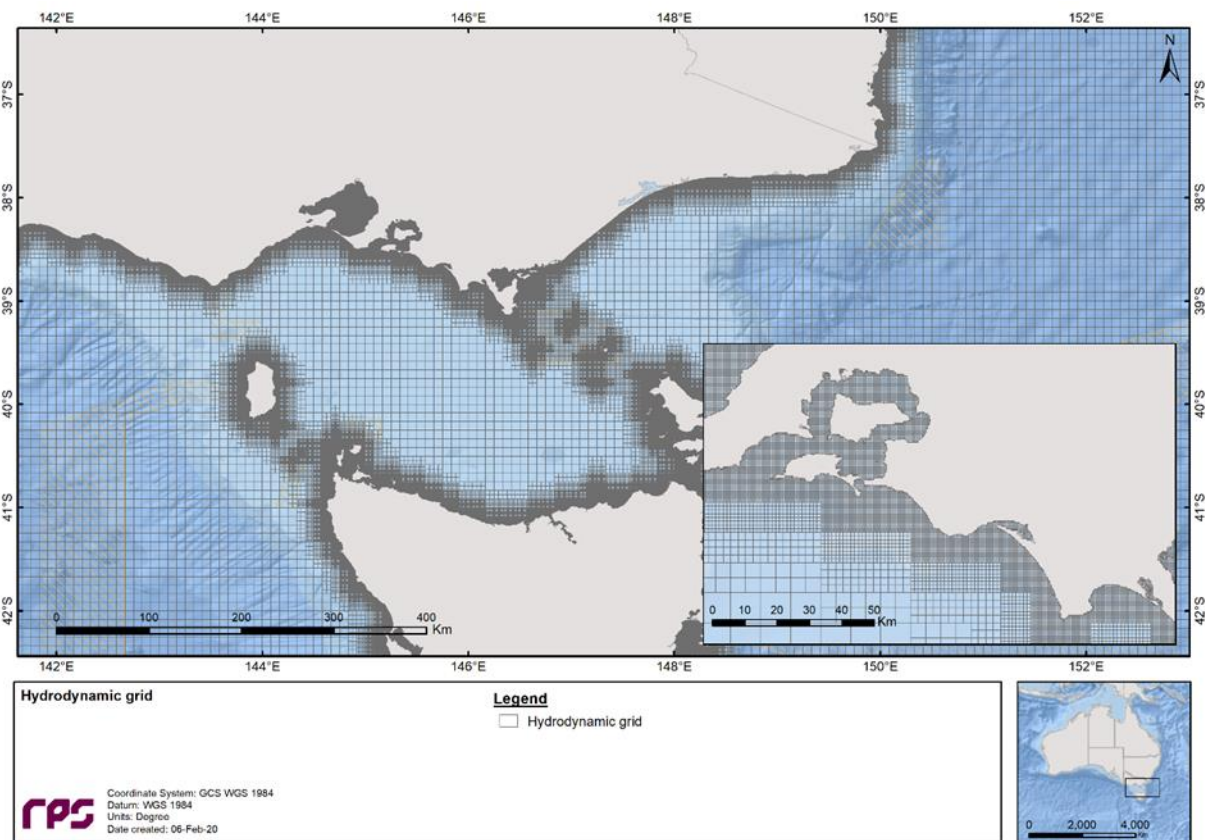 142°E 144°E 146°E 148°E 150°E 152°E
N
37°S 37°S
38°S 38°S
39°S 39°S
40°S 40°S
41°S 41°S
42°S 42°S
0 100 200 300 400
Km
0 10 20 30 40 50
Km
142°E 144°E 146°E 148°E 150°E 152°E
Hydrodynamic grid
Legend
Hydrodynamic grid
rps
Coordinate System: GCS WGS 1984
Datum: WGS 1984
Units: Degree
Date created: 06-Feb-20
0 2,000 4,000
Km